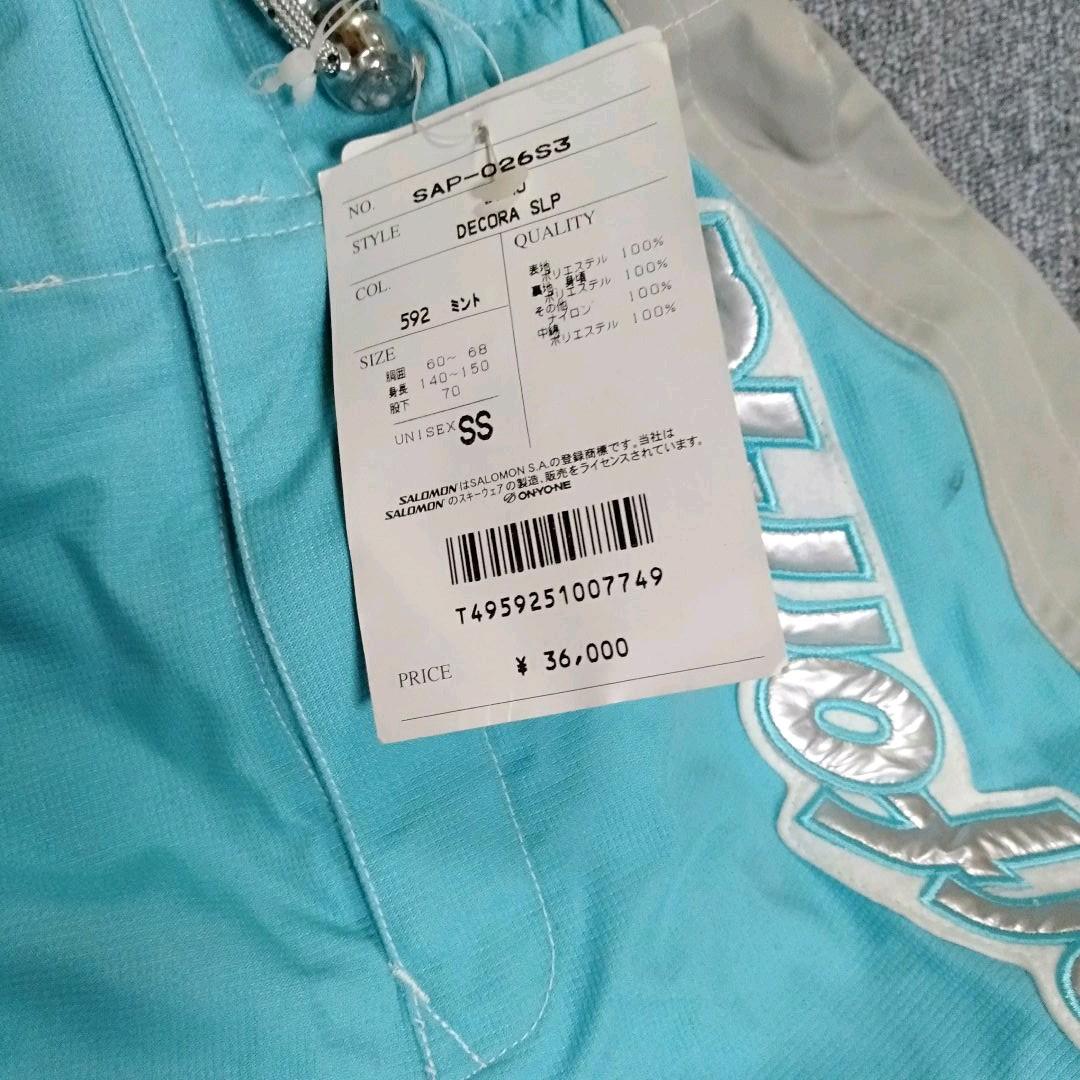 NO. SAP-026S3
STYLE DECORA SLP
COL.
592 ミント
SIZE
胴囲 60~ 68
身長 140~150
股下 70
UNISEX SS
QUALITY
表地
ポリエステル 100%
裏地 身頃
ポリエステル 100%
その他
ナイロン 100%
中綿
ポリエステル 100%
SALOMONはSALOMON S.A.の登録商標です。当社は
SALOMONのスキーウェアの製造、販売をライセンスされています。
ONYONE
T4959251007749
PRICE ¥ 36,000